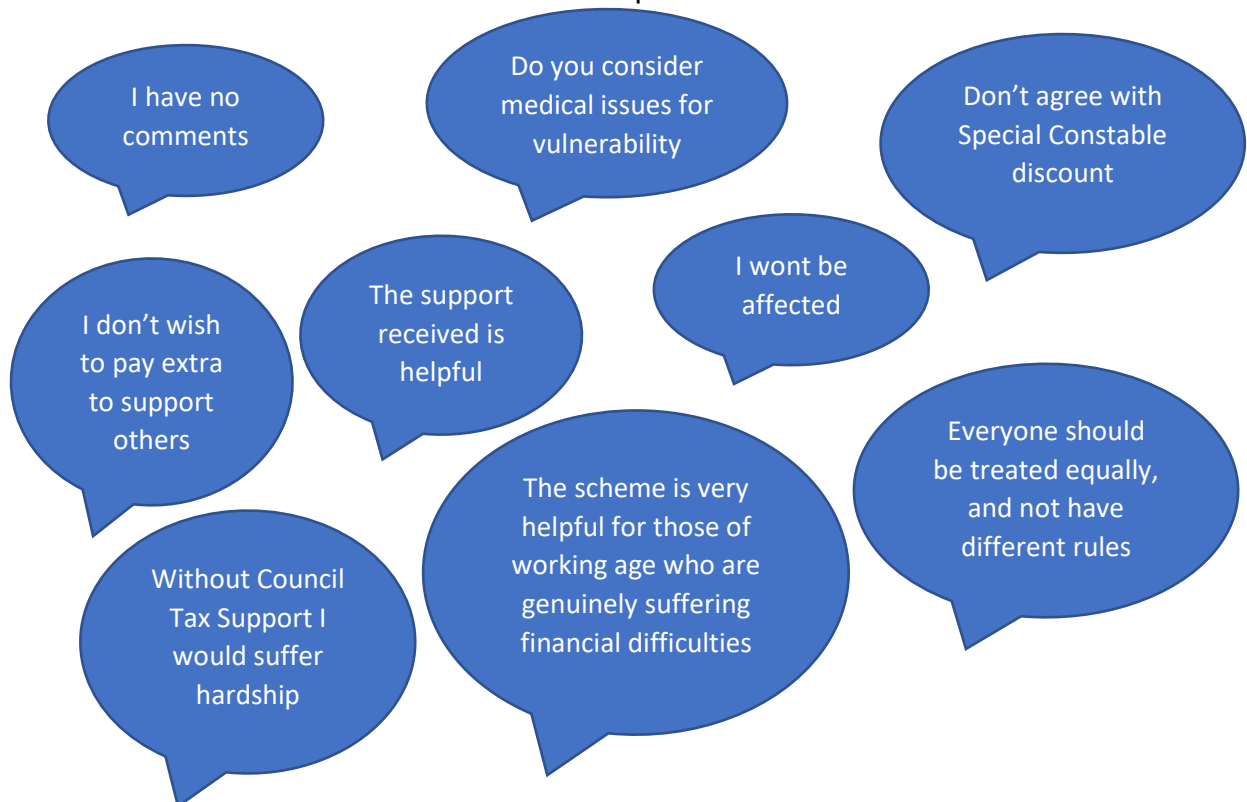 I have no
comments
Do you consider
medical issues for
vulnerability
Don't agree with
Special Constable
discount
I don't wish
to pay extra
to support
others
The support
received is
helpful
I wont be
affected
Without Council
Tax Support I
would suffer
hardship
The scheme is very
helpful for those of
working age who are
genuinely suffering
financial difficulties
Everyone should
be treated equally,
and not have
different rules